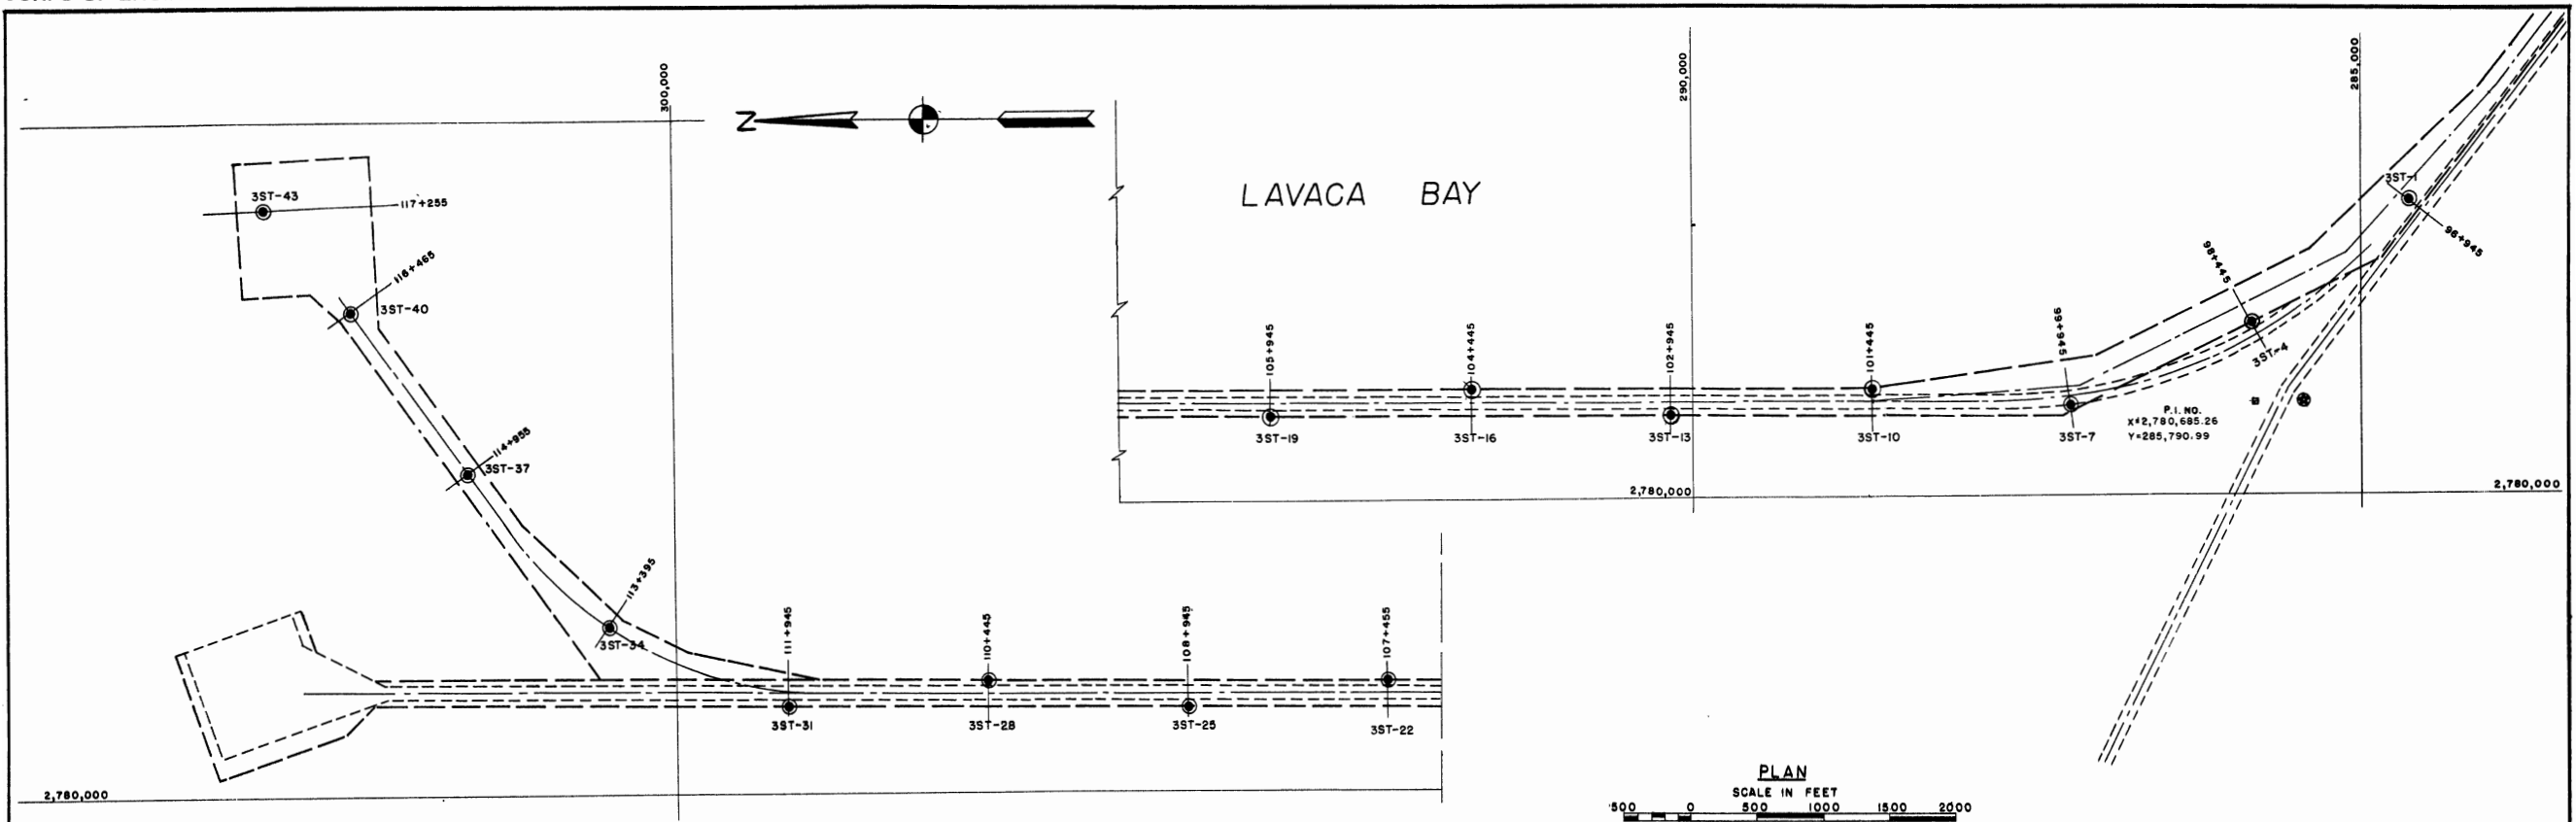 300,000
290,000
285,000
Z
LAVACA BAY
3ST-43
117+255
116+465
3ST-40
114+955
3ST-37
113+395
3ST-34
111+945
110+445
108+945
107+455
3ST-31
3ST-28
3ST-25
3ST-22
105+945
104+445
102+945
101+445
99+945
98+445
96+945
3ST-1
3ST-4
3ST-19
3ST-16
3ST-13
3ST-10
3ST-7
P.I. NO.
X=2,780,685.26
Y=285,790.99
2,780,000
2,780,000
2,780,000
PLAN
SCALE IN FEET
500 0 500 1000 1500 2000